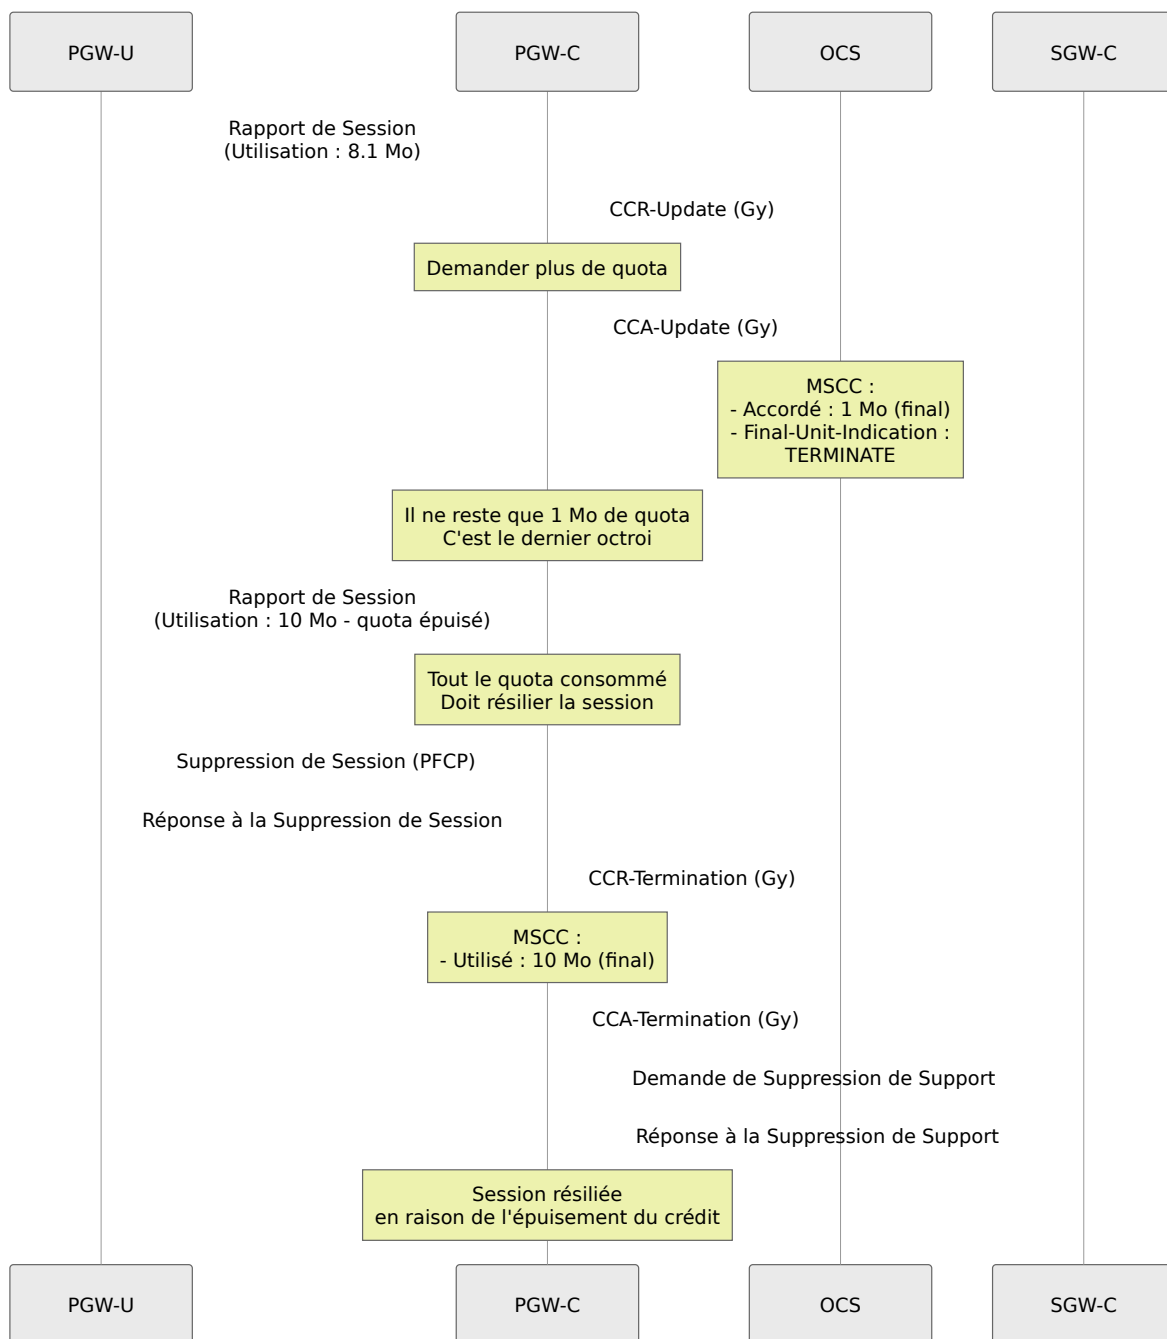 PGW-U
PGW-C
OCS
SGW-C
Rapport de Session
(Utilisation : 8.1 Mo)
CCR-Update (Gy)
Demander plus de quota
CCA-Update (Gy)
MSCC :
- Accordé : 1 Mo (final)
- Final-Unit-Indication :
TERMINATE
Il ne reste que 1 Mo de quota
C'est le dernier octroi
Rapport de Session
(Utilisation : 10 Mo - quota épuisé)
Tout le quota consommé
Doit résilier la session
Suppression de Session (PFCP)
Réponse à la Suppression de Session
CCR-Termination (Gy)
MSCC :
- Utilisé : 10 Mo (final)
CCA-Termination (Gy)
Demande de Suppression de Support
Réponse à la Suppression de Support
Session résiliée
en raison de l'épuisement du crédit
PGW-U
PGW-C
OCS
SGW-C